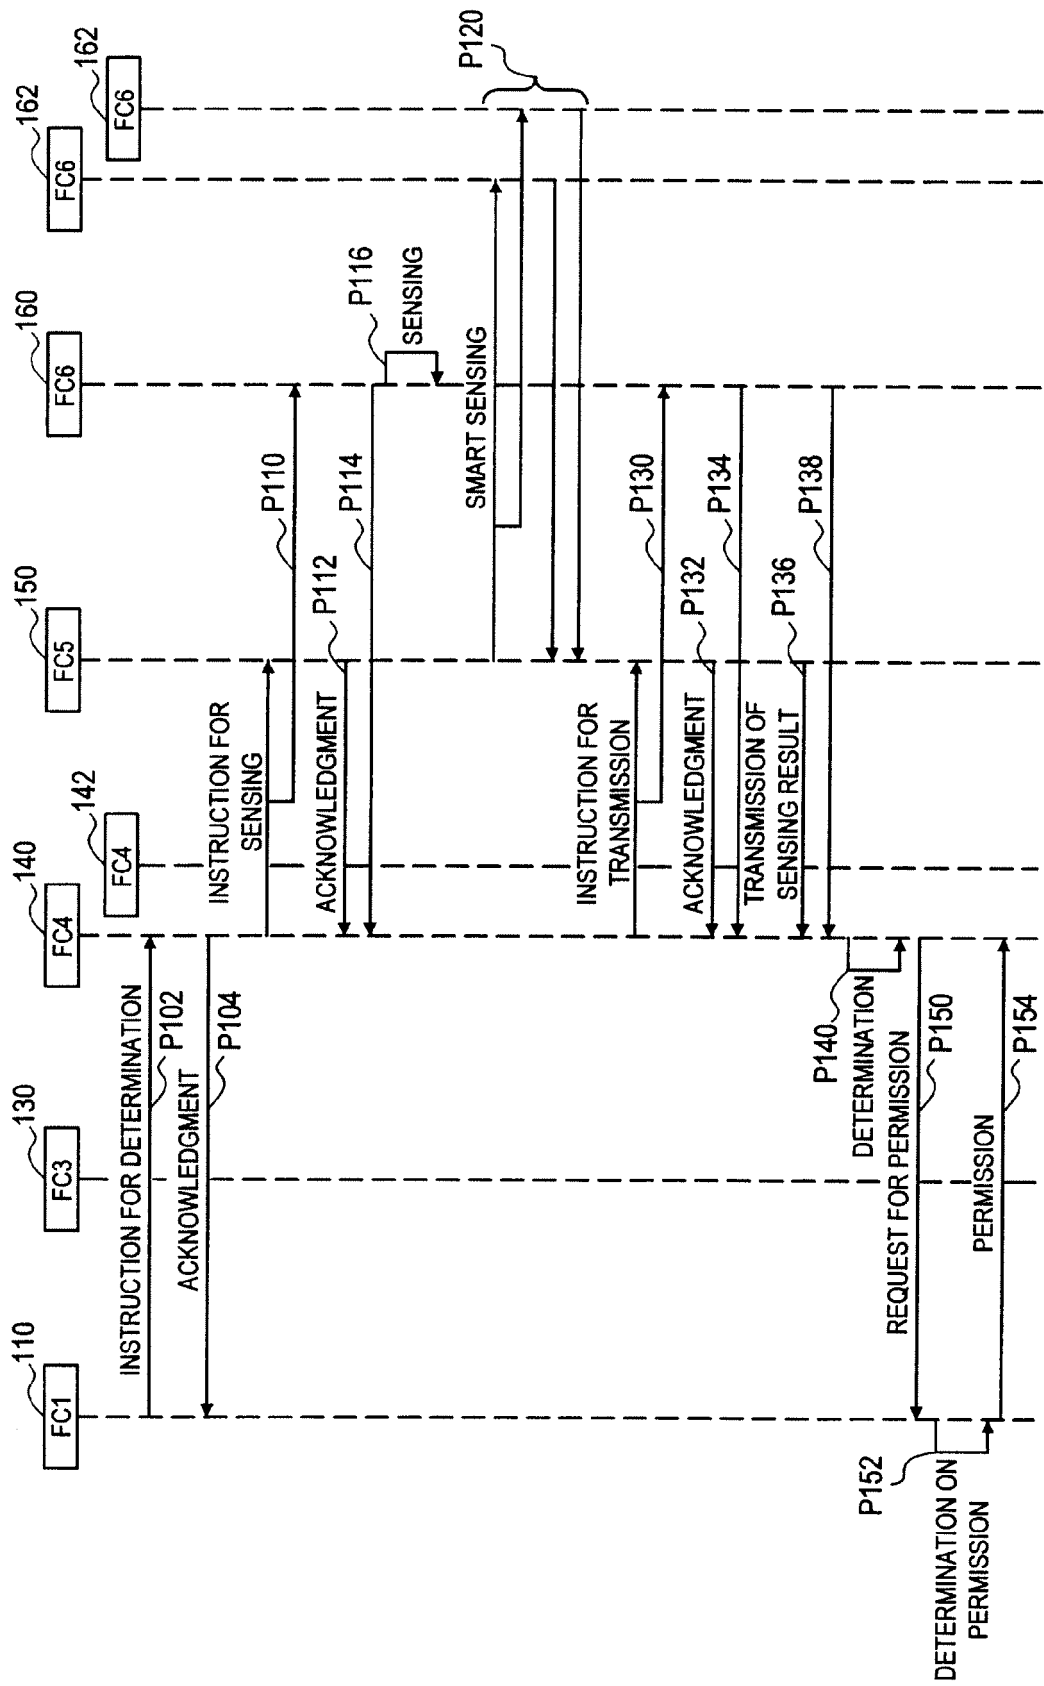 110
FC1
130
FC3
140
FC4
142
FC4
150
FC5
160
FC6
162
FC6
162
FC6
INSTRUCTION FOR DETERMINATION
P102
ACKNOWLEDGMENT
P104
INSTRUCTION FOR
SENSING
P110
ACKNOWLEDGMENT
P112
P114
P116
SENSING
SMART SENSING
P120
INSTRUCTION FOR
TRANSMISSION
P130
ACKNOWLEDGMENT
P132
P134
TRANSMISSION OF
SENSING RESULT
P136
P138
P140
DETERMINATION
REQUEST FOR PERMISSION
P150
P152
DETERMINATION ON
PERMISSION
PERMISSION
P154